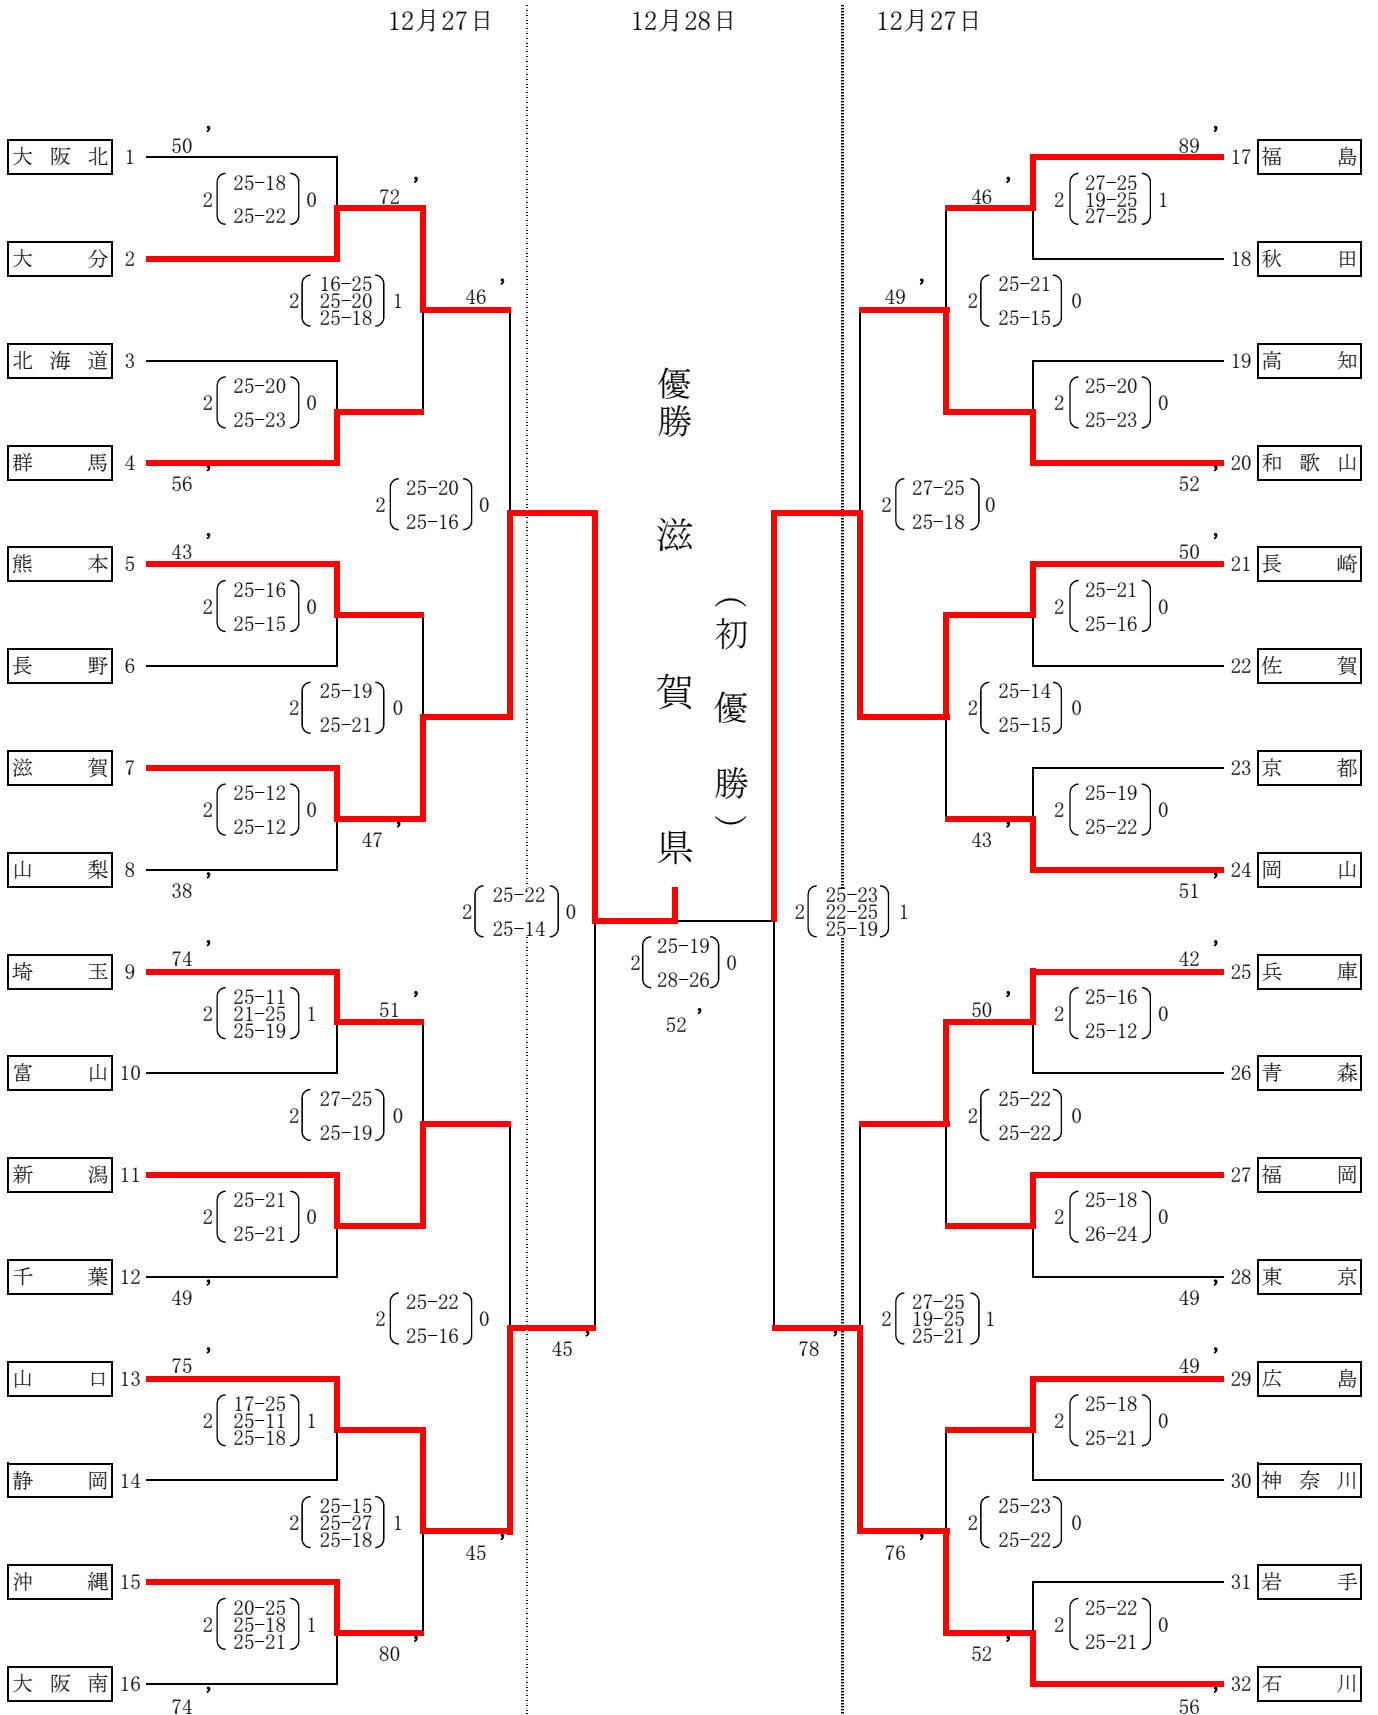 12月27日
12月28日
12月27日
大阪北 1
50 ’
2 25-18 0
25-22
大分 2
72 ’
2 16-25 1
25-20
25-18
北海道 3
2 25-20 0
25-23
群馬 4
56 ’
46 ’
2 25-20 0
25-16
熊本 5
43 ’
2 25-16 0
25-15
長野 6
2 25-19 0
25-21
滋賀 7
2 25-12 0
25-12
47 ’
山梨 8
38 ’
2 25-22 0
25-14
埼玉 9
74 ’
2 25-11 1
21-25
25-19
51 ’
富山 10
2 27-25 0
25-19
新潟 11
2 25-21 0
25-21
千葉 12
49 ’
2 25-22 0
25-16
45 ’
山口 13
75 ’
2 17-25 1
25-11
25-18
静岡 14
2 25-15 1
25-27
25-18
45 ’
沖縄 15
2 20-25 1
25-18
25-21
80 ’
大阪南 16
74 ’
優勝
滋賀県
（初優勝）
2 25-19 0
28-26
52 ’
89 ’
17 福島
2 27-25 1
19-25
27-25
46 ’
18 秋田
2 25-21 0
25-15
49 ’
19 高知
2 25-20 0
25-23
20 和歌山
52 ’
2 27-25 0
25-18
50 ’
21 長崎
2 25-21 0
25-16
22 佐賀
2 25-14 0
25-15
23 京都
2 25-19 0
25-22
43 ’
24 岡山
51 ’
2 25-23 1
22-25
25-19
42 ’
25 兵庫
2 25-16 0
25-12
50 ’
26 青森
2 25-22 0
25-22
27 福岡
2 25-18 0
26-24
28 東京
49 ’
2 27-25 1
19-25
25-21
78 ’
49 ’
29 広島
2 25-18 0
25-21
30 神奈川
2 25-23 0
25-22
76 ’
31 岩手
2 25-22 0
25-21
52 ’
32 石川
56 ’